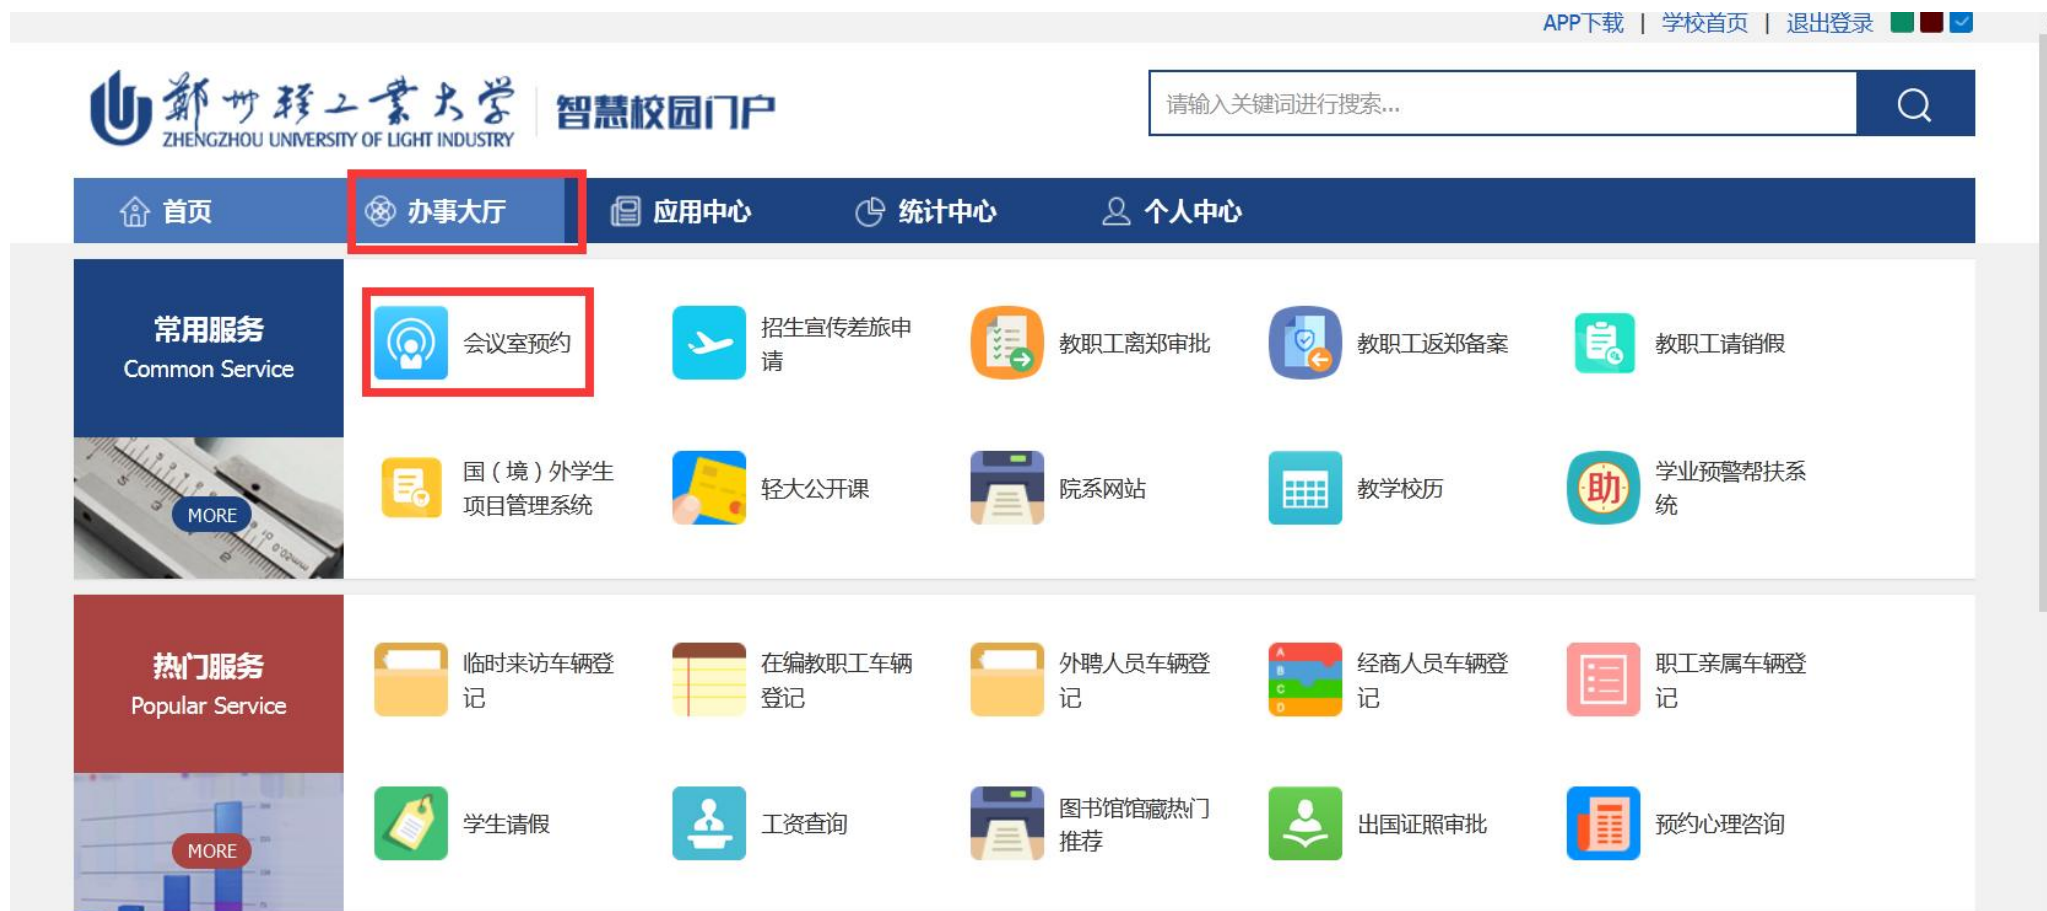 APP下载 | 学校首页 | 退出登录
郑州轻工业大学
ZHENGZHOU UNIVERSITY OF LIGHT INDUSTRY
智慧校园门户
请输入关键词进行搜索...
首页 办事大厅 应用中心 统计中心 个人中心
常用服务
Common Service
MORE
会议室预约
招生宣传差旅申
请
教职工离郑审批
教职工返郑备案
教职工请销假
国（境）外学生
项目管理系统
轻大公开课
院系网站
教学校历
助
学业预警帮扶系
统
热门服务
Popular Service
MORE
临时来访车辆登
记
在编教职工车辆
登记
外聘人员车辆登
记
A
B
C
D
经商人员车辆登
记
职工亲属车辆登
记
学生请假
工资查询
图书馆馆藏热门
推荐
出国证照审批
预约心理咨询